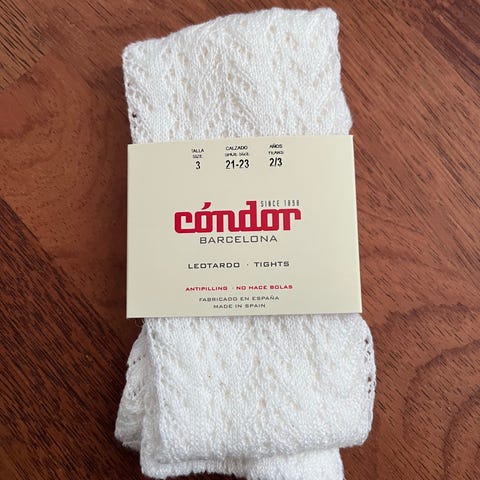 TALLA CALZADO AÑOS
SIZE SHOE SIZE YEARS
3 21-23 2/3
SINCE 1898
cóndor
BARCELONA
LEOTARDO · TIGHTS
ANTIPILLING · NO HACE BOLAS
FABRICADO EN ESPAÑA
MADE IN SPAIN